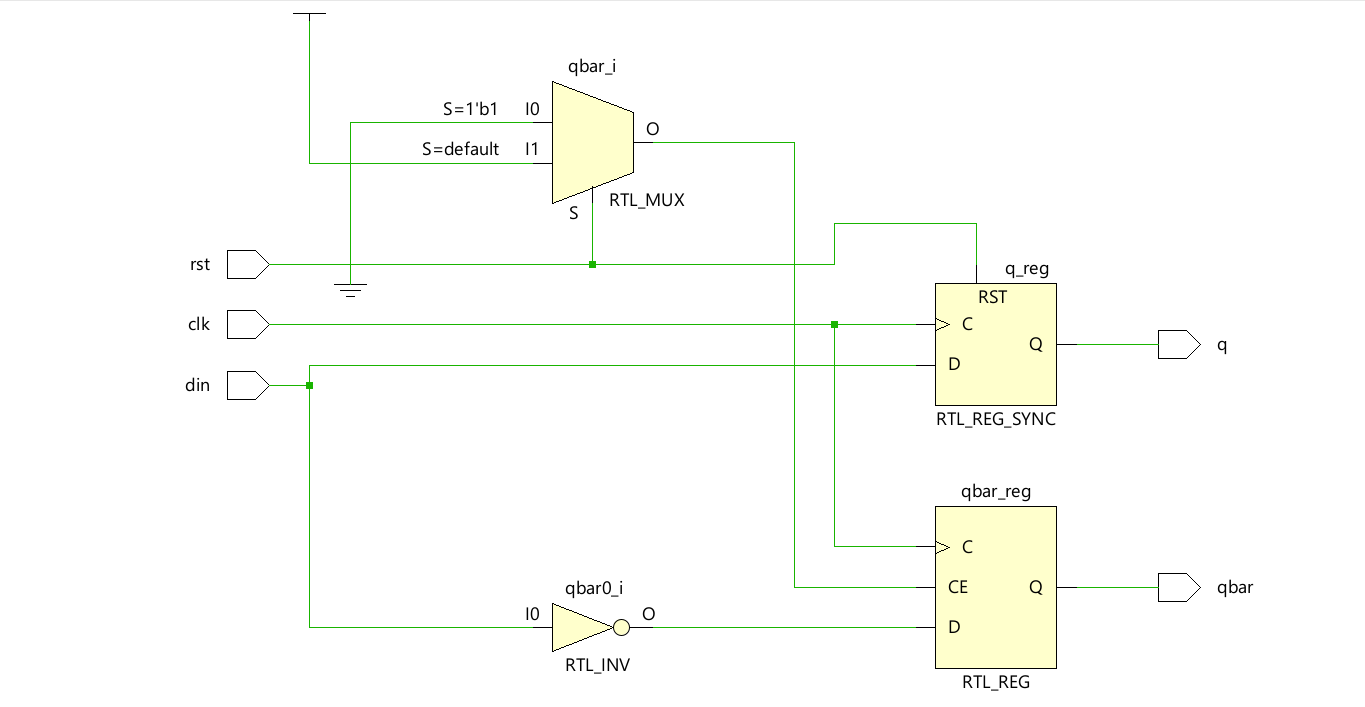 qbar_i
S=1'b1 I0
O
S=default I1
S
RTL_MUX
rst
q_reg
RST
clk
C
Q
q
din
D
RTL_REG_SYNC
qbar_reg
C
qbar0_i
CE
Q
qbar
I0
O
D
RTL_INV
RTL_REG